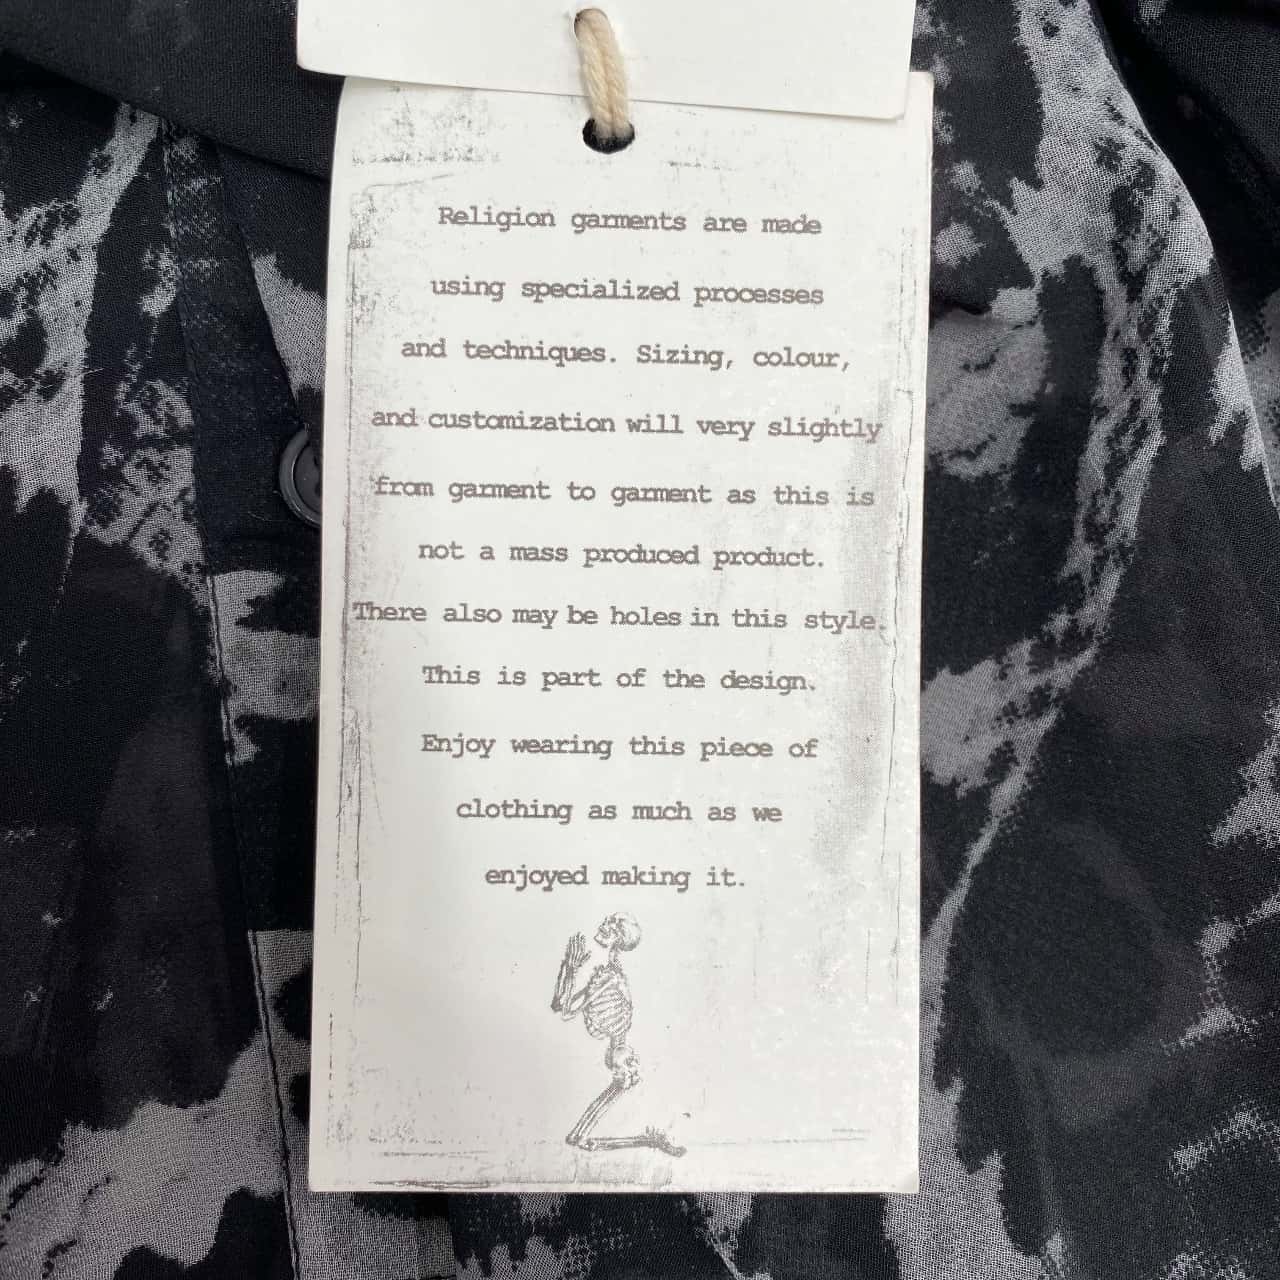 Religion garments are made
using specialized processes
and techniques. Sizing, colour,
and customization will very slightly
from garment to garment as this is
not a mass produced product.
There also may be holes in this style.
This is part of the design.
Enjoy wearing this piece of
clothing as much as we
enjoyed making it.